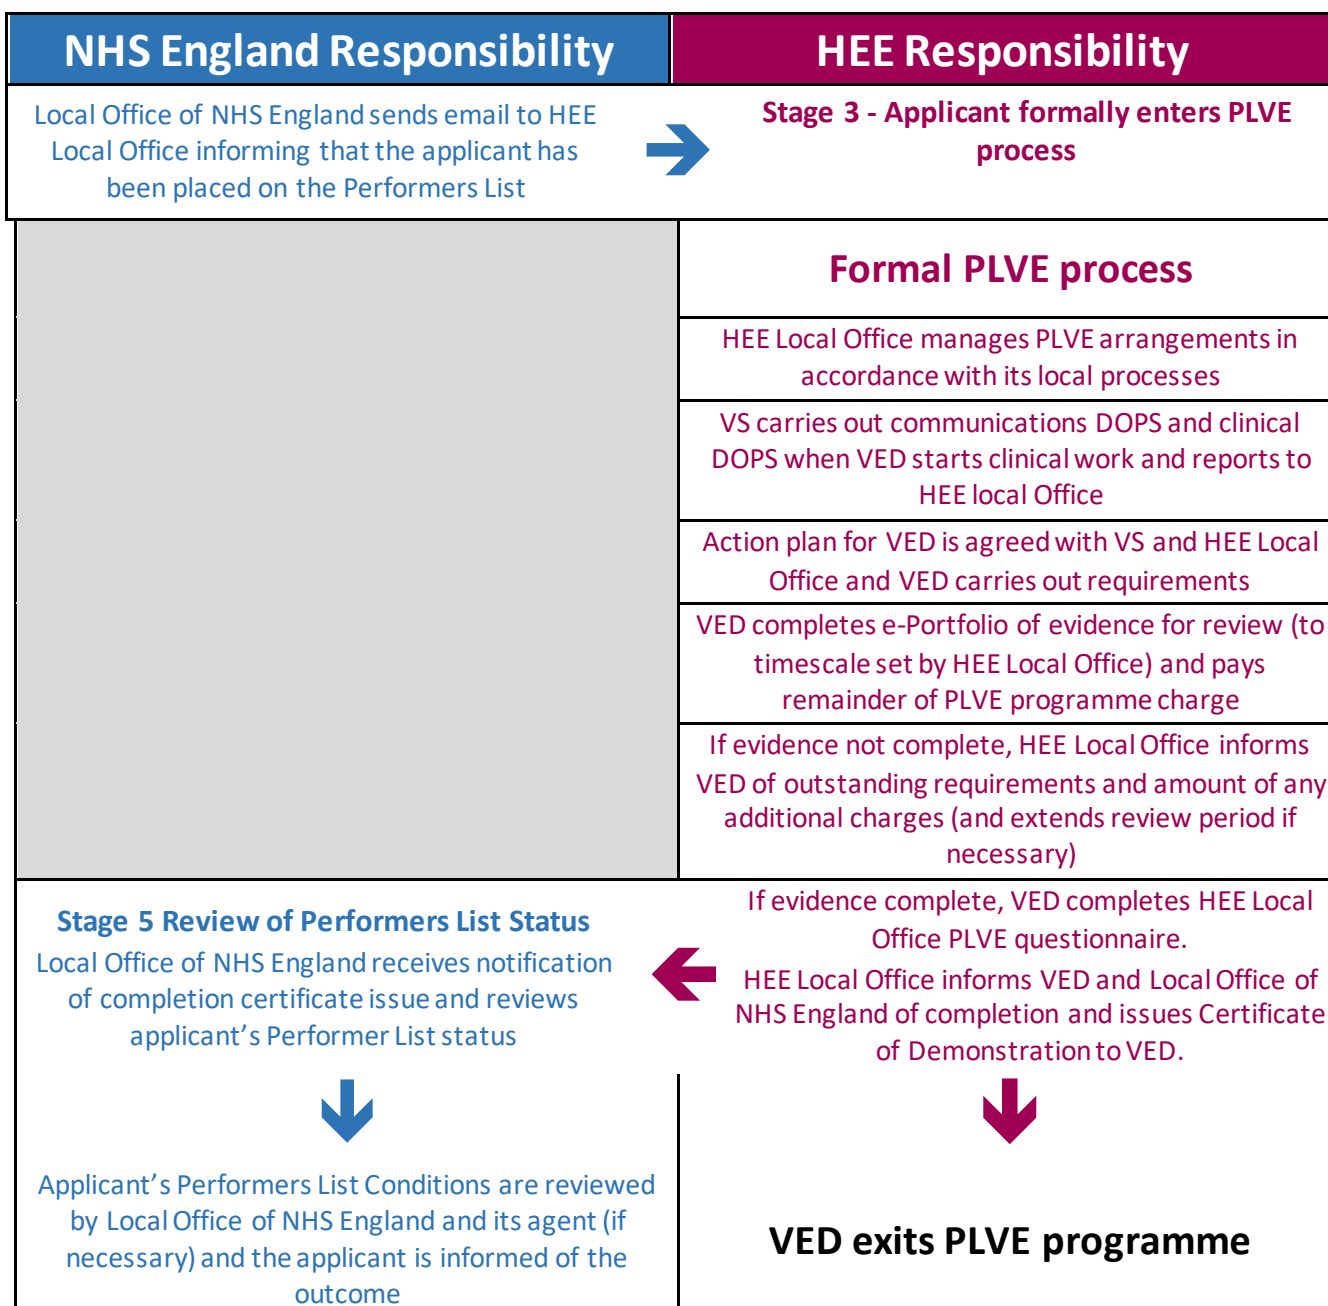 NHS England Responsibility
HEE Responsibility
Local Office of NHS England sends email to HEE
Local Office informing that the applicant has
been placed on the Performers List
Stage 3 - Applicant formally enters PLVE
process
Formal PLVE process
HEE Local Office manages PLVE arrangements in
accordance with its local processes
VS carries out communications DOPS and clinical
DOPS when VED starts clinical work and reports to
HEE local Office
Action plan for VED is agreed with VS and HEE Local
Office and VED carries out requirements
VED completes e-Portfolio of evidence for review (to
timescale set by HEE Local Office) and pays
remainder of PLVE programme charge
If evidence not complete, HEE Local Office informs
VED of outstanding requirements and amount of any
additional charges (and extends review period if
necessary)
Stage 5 Review of Performers List Status
Local Office of NHS England receives notification
of completion certificate issue and reviews
applicant's Performer List status
If evidence complete, VED completes HEE Local
Office PLVE questionnaire.
HEE Local Office informs VED and Local Office of
NHS England of completion and issues Certificate
of Demonstration to VED.
Applicant's Performers List Conditions are reviewed
by Local Office of NHS England and its agent (if
necessary) and the applicant is informed of the
outcome
VED exits PLVE programme